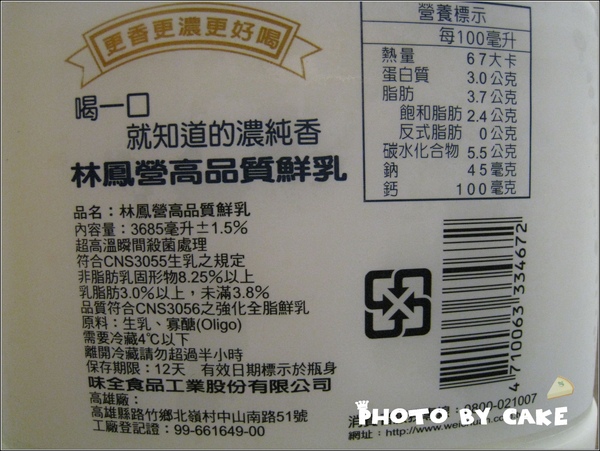 更香更濃更好喝
喝一口
就知道的濃純香
林鳳營高品質鮮乳
品名：林鳳營高品質鮮乳
內容量：3685毫升±1.5%
超高溫瞬間殺菌處理
符合CNS3055生乳之規定
非脂肪乳固形物8.25%以上
乳脂肪3.0%以上，未滿3.8%
品質符合CNS3056之強化全脂鮮乳
原料：生乳、寡醣(Oligo)
需要冷藏4℃以下
離開冷藏請勿超過半小時
保存期限：12天 有效日期標示於瓶身
味全食品工業股份有限公司
高雄廠：
高雄縣路竹鄉北嶺村中山南路51號
工廠登記證：99-661649-00
營養標示
每100毫升
熱量 67大卡
蛋白質 3.0公克
脂肪 3.7公克
飽和脂肪 2.4公克
反式脂肪 0公克
碳水化合物 5.5公克
鈉 45毫克
鈣 100毫克
4710063 334672
：0800-021007
網址：http://www.wei
PHOTO BY CAKE